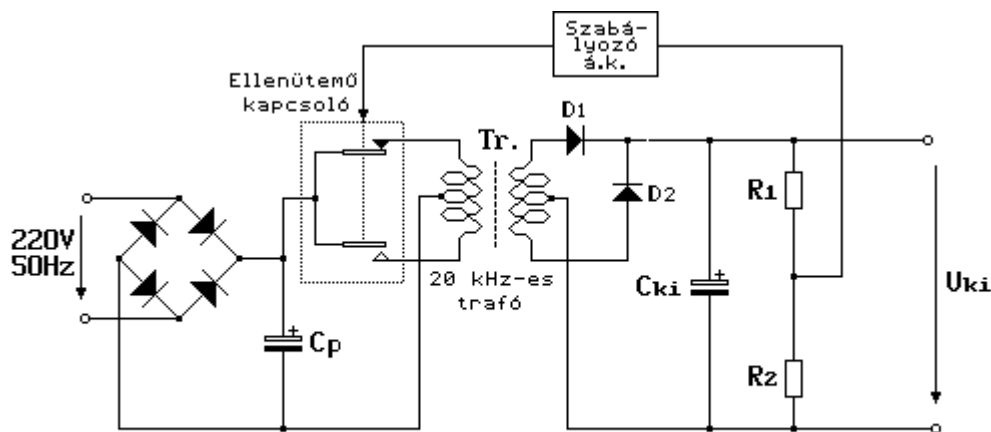 Szabá-
lyozó
á.k.
Ellenütemő
kapcsoló
D1
Tr.
D2
R1
220V
50Hz
20 kHz-es
trafó
+
Cki
Uki
+
Cp
R2